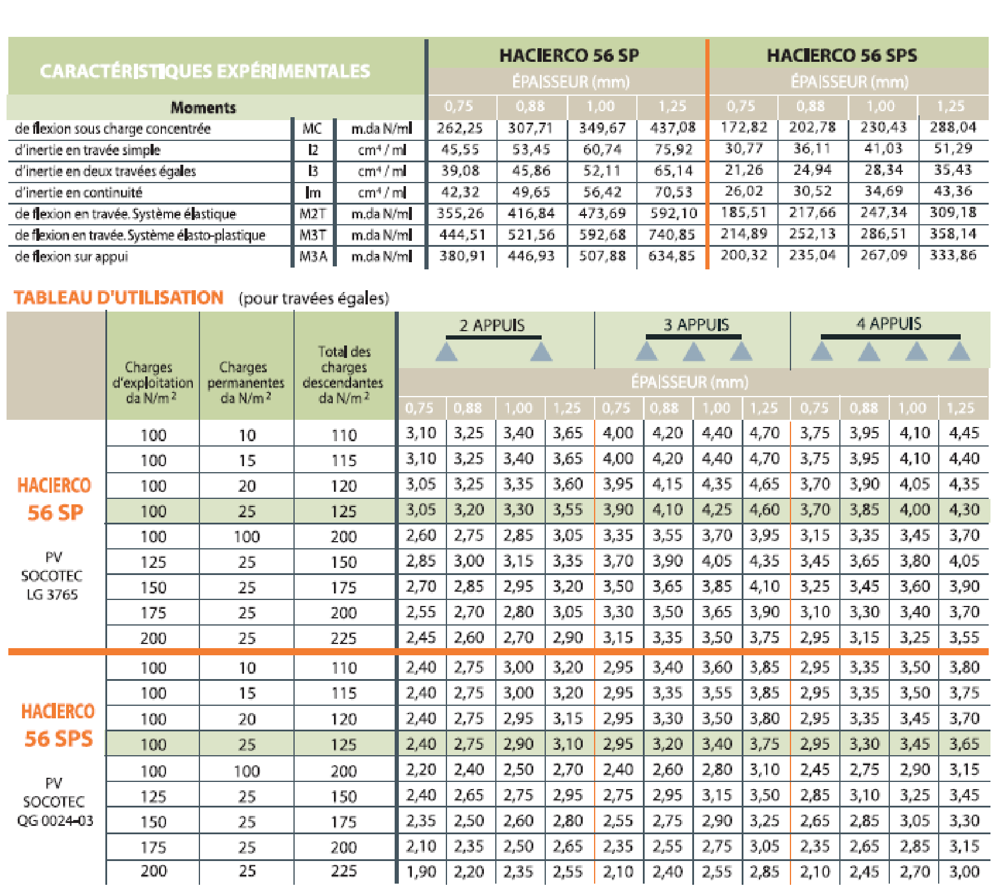 CARACTÉRISTIQUES EXPÉRIMENTALES HACIERCO 56 SP HACIERCO 56 SPS
ÉPAISSEUR (mm) ÉPAISSEUR (mm)
Moments 0,75 0,88 1,00 1,25 0,75 0,88 1,00 1,25
de flexion sous charge concentrée MC m.da N/ml 262,25 307,71 349,67 437,08 172,82 202,78 230,43 288,04
d'inertie en travée simple I2 cm⁴ / ml 45,55 53,45 60,74 75,92 30,77 36,11 41,03 51,29
d'inertie en deux travées égales I3 cm⁴ / ml 39,08 45,86 52,11 65,14 21,26 24,94 28,34 35,43
d'inertie en continuité Im cm⁴ / ml 42,32 49,65 56,42 70,53 26,02 30,52 34,69 43,36
de flexion en travée. Système élastique M2T m.da N/ml 355,26 416,84 473,69 592,10 185,51 217,66 247,34 309,18
de flexion en travée. Système élasto-plastique M3T m.da N/ml 444,51 521,56 592,68 740,85 214,89 252,13 286,51 358,14
de flexion sur appui M3A m.da N/ml 380,91 446,93 507,88 634,85 200,32 235,04 267,09 333,86
TABLEAU D'UTILISATION (pour travées égales)
2 APPUIS 3 APPUIS 4 APPUIS
Charges d'exploitation da N/m²
Charges permanentes da N/m²
Total des charges descendantes da N/m²
ÉPAISSEUR (mm)
0,75 0,88 1,00 1,25 0,75 0,88 1,00 1,25 0,75 0,88 1,00 1,25
HACIERCO
56 SP
PV
SOCOTEC
LG 3765
100 10 110 3,10 3,25 3,40 3,65 4,00 4,20 4,40 4,70 3,75 3,95 4,10 4,45
100 15 115 3,10 3,25 3,40 3,65 4,00 4,20 4,40 4,70 3,75 3,95 4,10 4,40
100 20 120 3,05 3,25 3,35 3,60 3,95 4,15 4,35 4,65 3,70 3,90 4,05 4,35
100 25 125 3,05 3,20 3,30 3,55 3,90 4,10 4,25 4,60 3,70 3,85 4,00 4,30
100 100 200 2,60 2,75 2,85 3,05 3,35 3,55 3,70 3,95 3,15 3,35 3,45 3,70
125 25 150 2,85 3,00 3,15 3,35 3,70 3,90 4,05 4,35 3,45 3,65 3,80 4,05
150 25 175 2,70 2,85 2,95 3,20 3,50 3,65 3,85 4,10 3,25 3,45 3,60 3,90
175 25 200 2,55 2,70 2,80 3,05 3,30 3,50 3,65 3,90 3,10 3,30 3,40 3,70
200 25 225 2,45 2,60 2,70 2,90 3,15 3,35 3,50 3,75 2,95 3,15 3,25 3,55
HACIERCO
56 SPS
PV
SOCOTEC
QG 0024-03
100 10 110 2,40 2,75 3,00 3,20 2,95 3,40 3,60 3,85 2,95 3,35 3,50 3,80
100 15 115 2,40 2,75 3,00 3,20 2,95 3,35 3,55 3,85 2,95 3,35 3,50 3,75
100 20 120 2,40 2,75 2,95 3,15 2,95 3,30 3,50 3,80 2,95 3,35 3,45 3,70
100 25 125 2,40 2,75 2,90 3,10 2,95 3,20 3,40 3,75 2,95 3,30 3,45 3,65
100 100 200 2,20 2,40 2,50 2,70 2,40 2,60 2,80 3,10 2,45 2,75 2,90 3,15
125 25 150 2,40 2,65 2,75 2,95 2,75 2,95 3,15 3,50 2,85 3,10 3,25 3,45
150 25 175 2,35 2,50 2,60 2,80 2,55 2,75 2,90 3,25 2,65 2,85 3,05 3,30
175 25 200 2,10 2,35 2,50 2,65 2,35 2,55 2,75 3,05 2,35 2,65 2,85 3,15
200 25 225 1,90 2,20 2,35 2,55 2,10 2,40 2,55 2,85 2,10 2,45 2,70 3,00